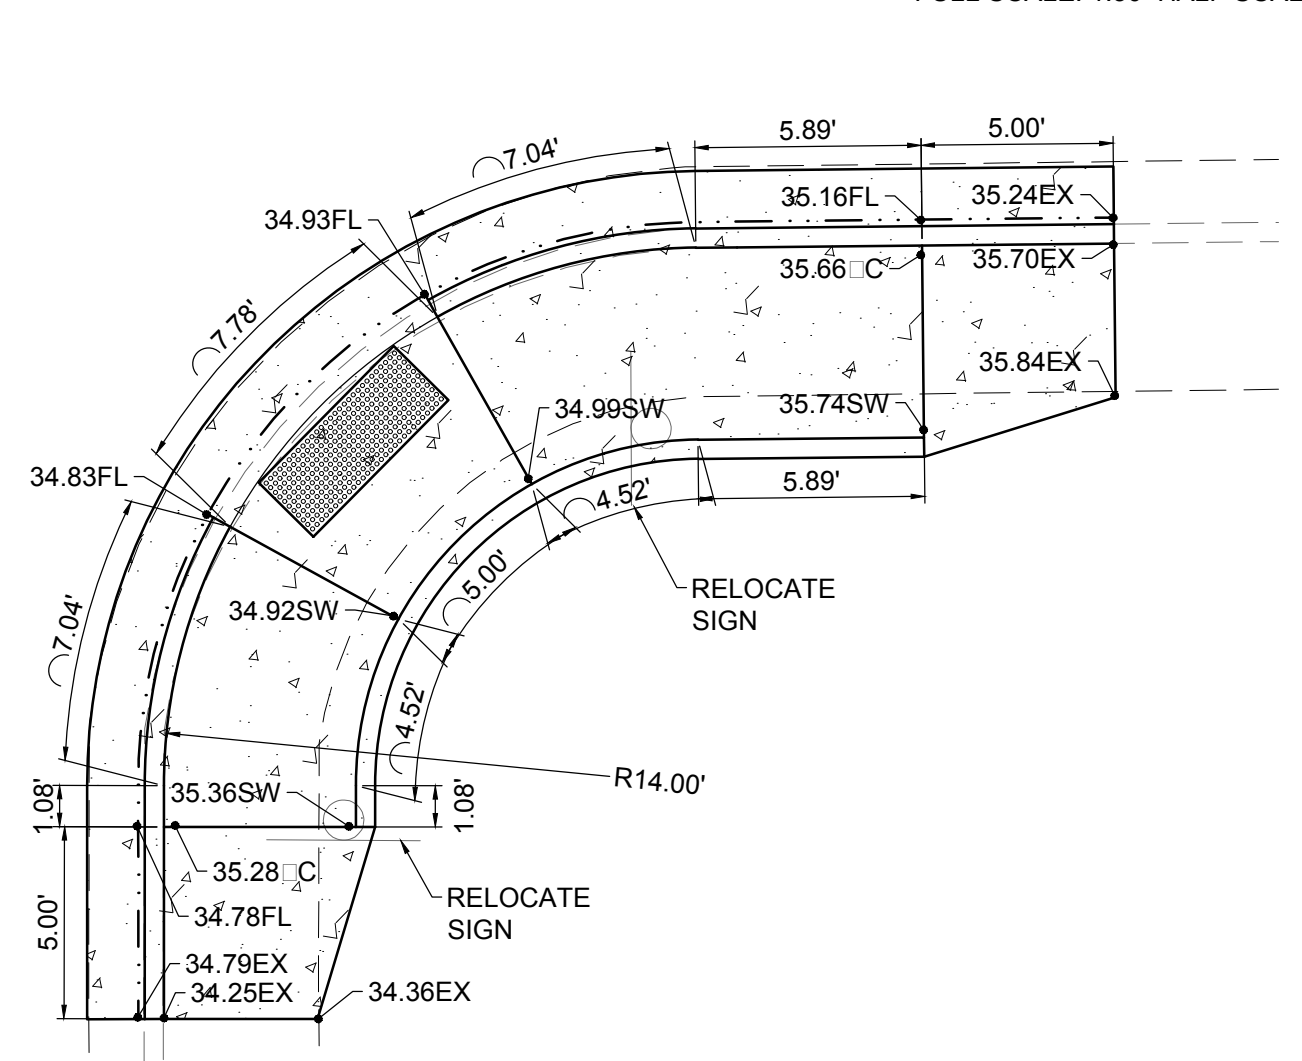 5.89'
5.00'
7.04'
35.16FL
35.24EX
34.93FL
35.66□C
35.70EX
7.78'
35.84EX
34.99SW
35.74SW
34.83FL
4.52'
5.89'
5.00'
RELOCATE
SIGN
34.92SW
7.04'
4.52'
R14.00'
1.08'
35.36SW
1.08'
35.28□C
RELOCATE
SIGN
34.78FL
5.00'
34.79EX
34.25EX
34.36EX